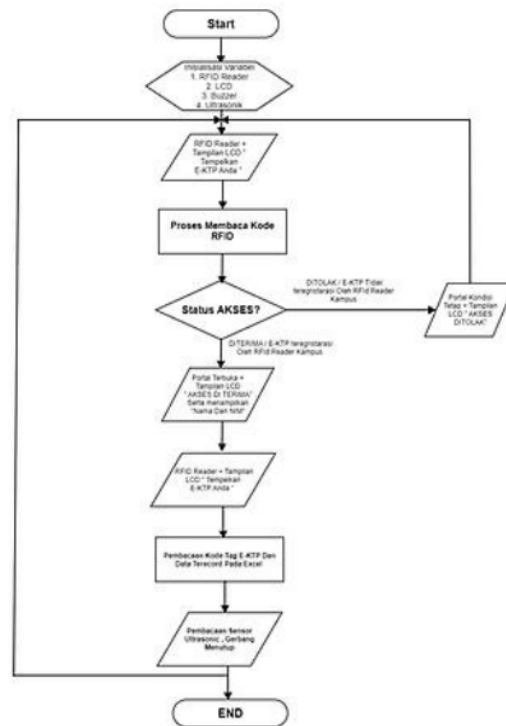 Start
Inisialisasi Variabel
1. RFID Reader
2. LCD
3. Buzzer
4. Ultrasonik
RFID Reader +
Tampilan LCD "
Tempelkan
E-KTP Anda "
Proses Membaca Kode
RFID
Status AKSES?
DITOLAK / E-KTP Tidak
teregistarasi Oleh RFid Reader
Kampus
Portal Kondisi
Tetap + Tampilan
LCD " AKSES
DITOLAK"
DITERIMA / E-KTP teregistarasi
Oleh RFid Reader Kampus
Portal Terbuka +
Tampilan LCD
" AKSES DI TERIMA"
Serta menampilkan
"Nama Dan NIM"
RFID Reader + Tampilan
LCD " Tempelkan
E-KTP Anda "
Pembacaan Kode Tag E-KTP Dan
Data Terecord Pada Excel
Pembacaan Sensor
Ultrasonic , Gerbang
Menutup
END